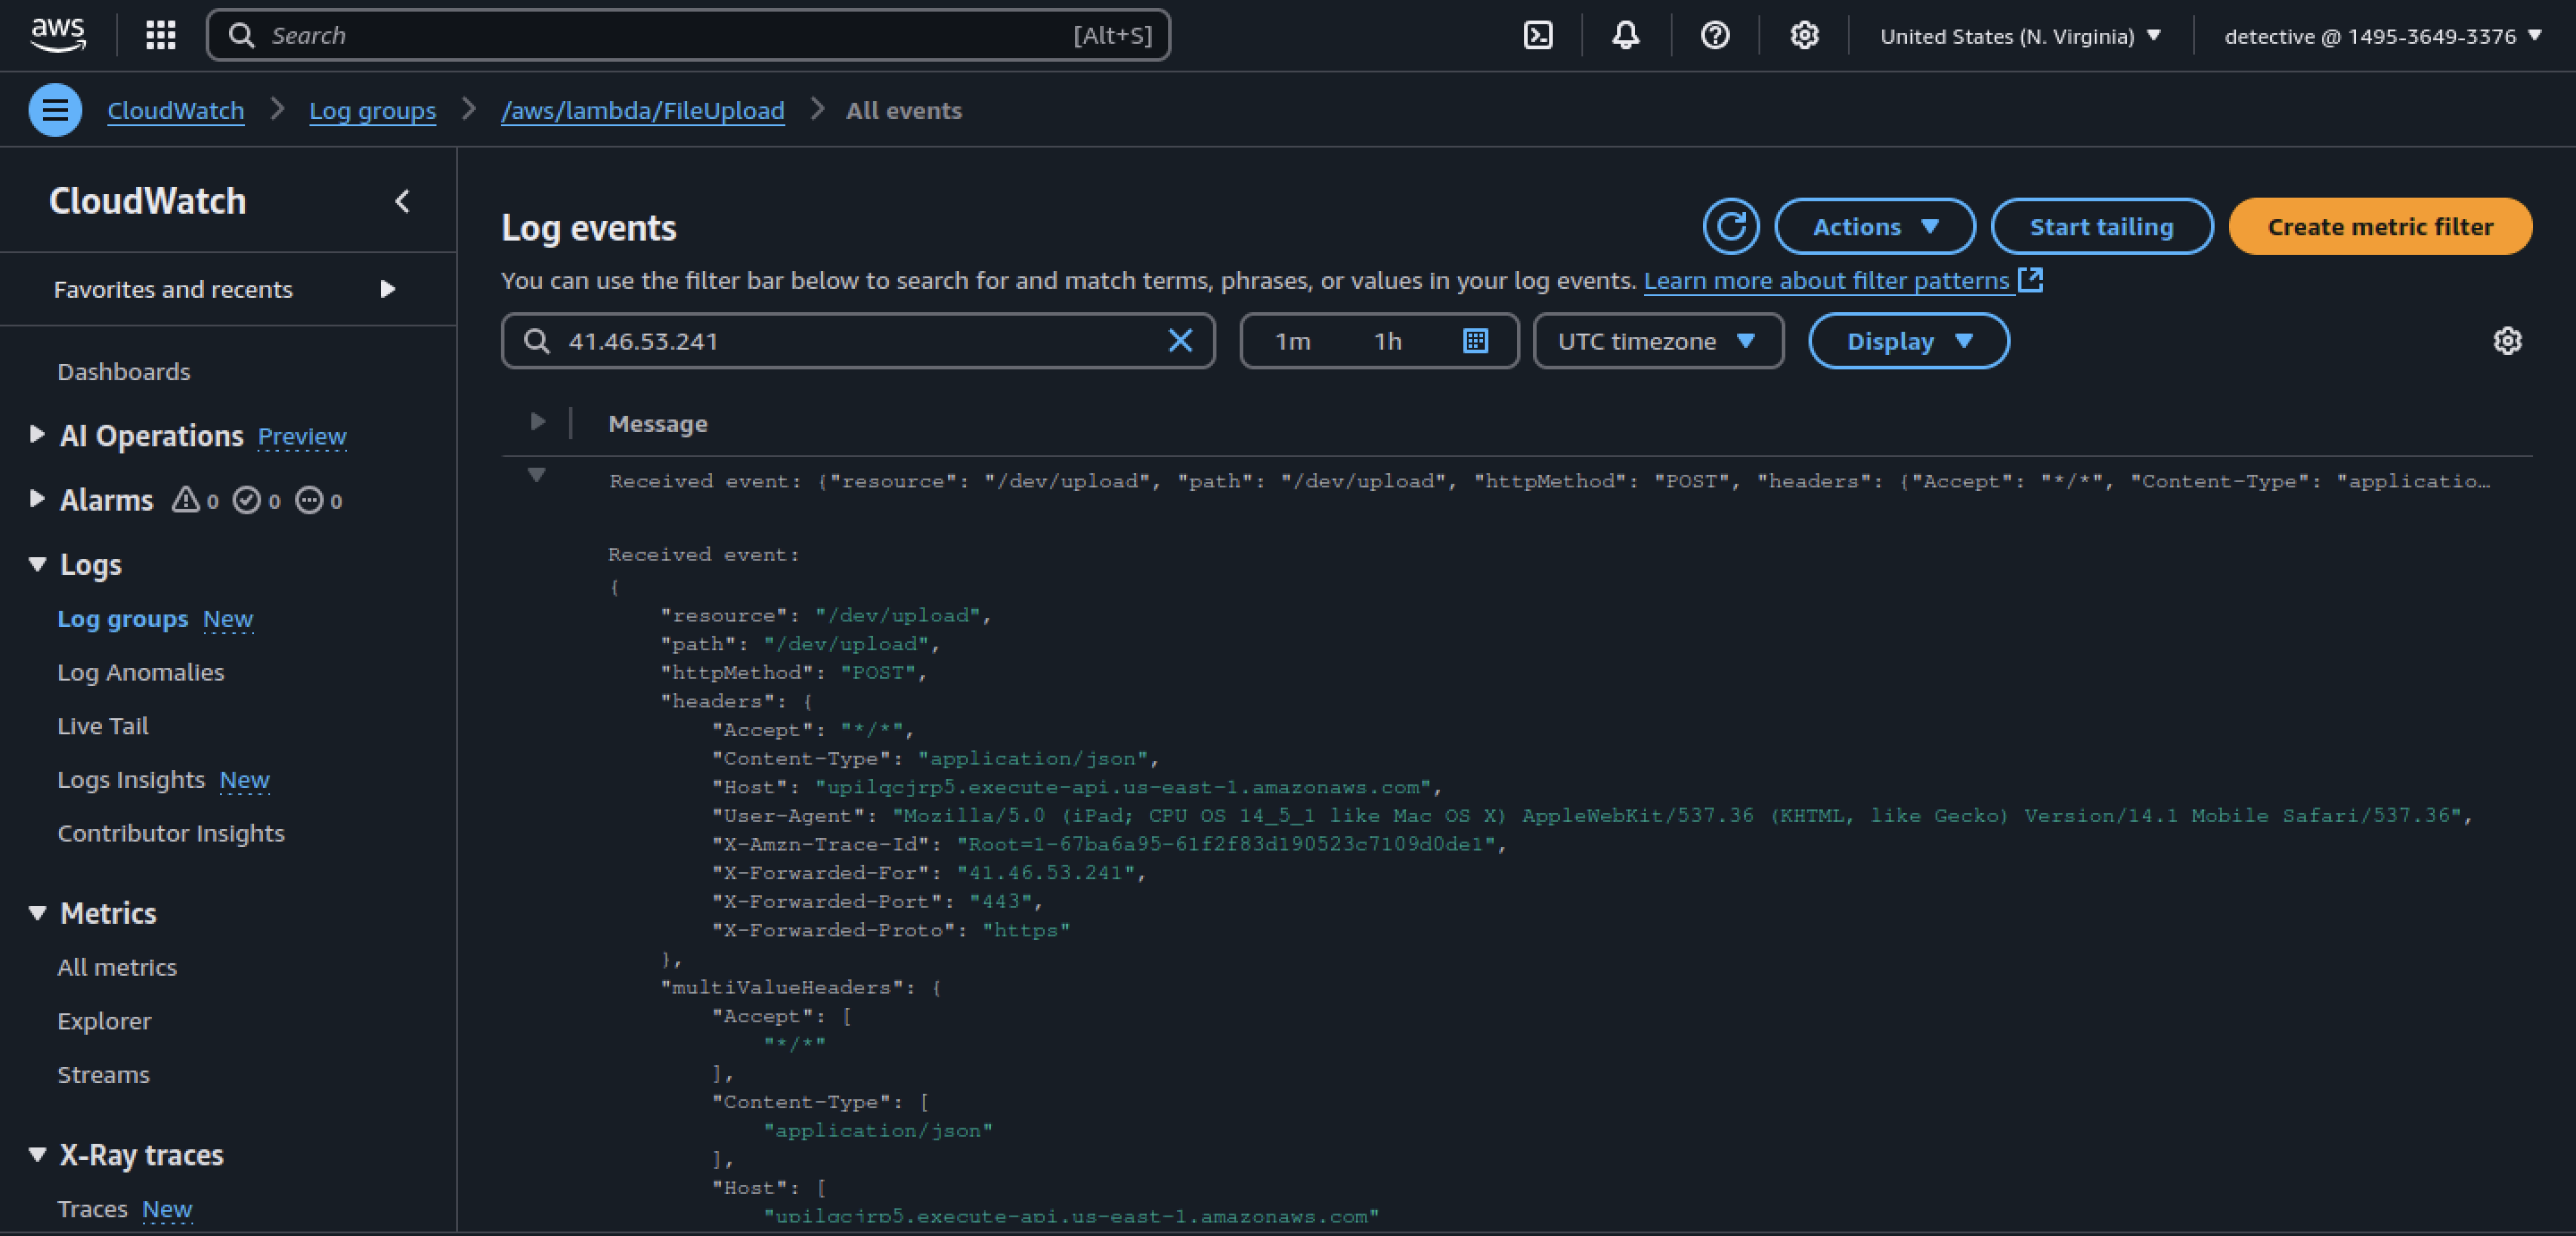 aws
Search [Alt+S]
United States (N. Virginia)
detective @ 1495-3649-3376
CloudWatch
Log groups
/aws/lambda/FileUpload
All events
CloudWatch
Favorites and recents
Dashboards
AI Operations Preview
Alarms 0 0 0
Logs
Log groups New
Log Anomalies
Live Tail
Logs Insights New
Contributor Insights
Metrics
All metrics
Explorer
Streams
X-Ray traces
Traces New
Log events
Actions
Start tailing
Create metric filter
You can use the filter bar below to search for and match terms, phrases, or values in your log events. Learn more about filter patterns
41.46.53.241
1m 1h
UTC timezone
Display
Message
Received event: {"resource": "/dev/upload", "path": "/dev/upload", "httpMethod": "POST", "headers": {"Accept": "*/*", "Content-Type": "applicatio…
Received event:
{
"resource": "/dev/upload",
"path": "/dev/upload",
"httpMethod": "POST",
"headers": {
"Accept": "*/*",
"Content-Type": "application/json",
"Host": "upilqcjrp5.execute-api.us-east-1.amazonaws.com",
"User-Agent": "Mozilla/5.0 (iPad; CPU OS 14_5_1 like Mac OS X) AppleWebKit/537.36 (KHTML, like Gecko) Version/14.1 Mobile Safari/537.36",
"X-Amzn-Trace-Id": "Root=1-67ba6a95-61f2f83d190523c7109d0de1",
"X-Forwarded-For": "41.46.53.241",
"X-Forwarded-Port": "443",
"X-Forwarded-Proto": "https"
},
"multiValueHeaders": {
"Accept": [
"*/*"
],
"Content-Type": [
"application/json"
],
"Host": [
"upilqcjrp5.execute-api.us-east-1.amazonaws.com"